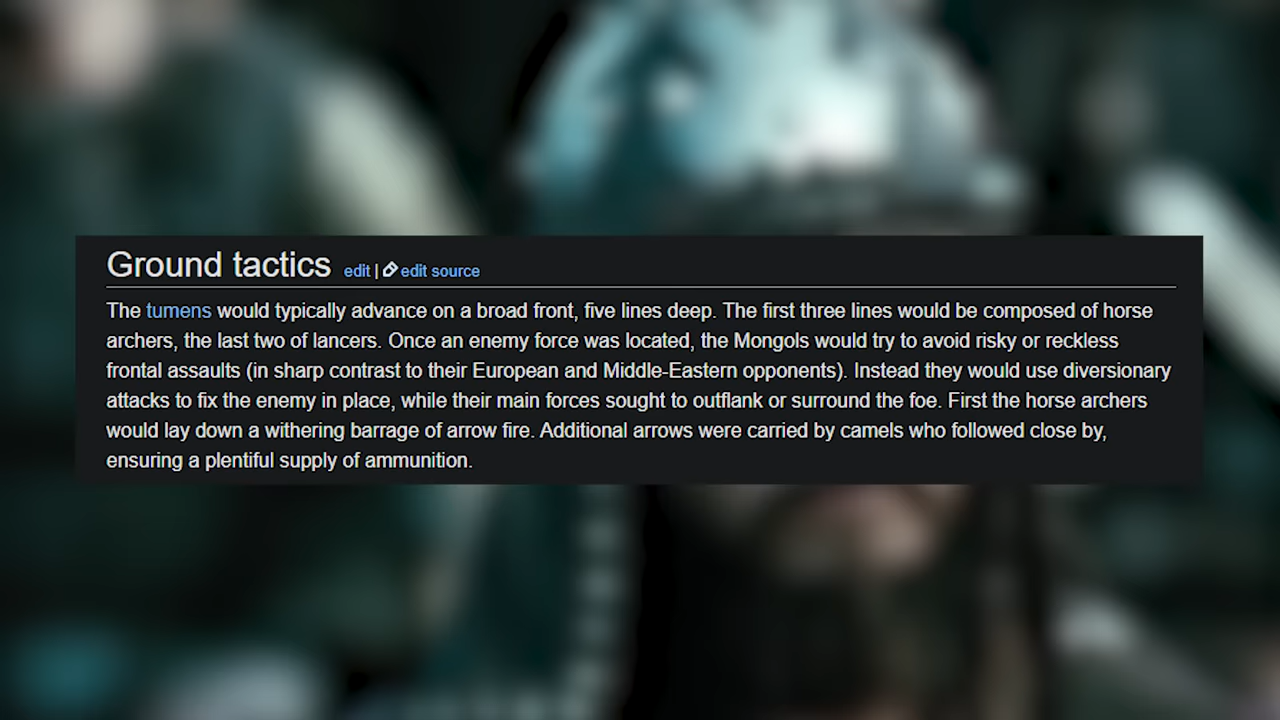 Ground tactics edit | edit source
The tumens would typically advance on a broad front, five lines deep. The first three lines would be composed of horse
archers, the last two of lancers. Once an enemy force was located, the Mongols would try to avoid risky or reckless
frontal assaults (in sharp contrast to their European and Middle-Eastern opponents). Instead they would use diversionary
attacks to fix the enemy in place, while their main forces sought to outflank or surround the foe. First the horse archers
would lay down a withering barrage of arrow fire. Additional arrows were carried by camels who followed close by,
ensuring a plentiful supply of ammunition.